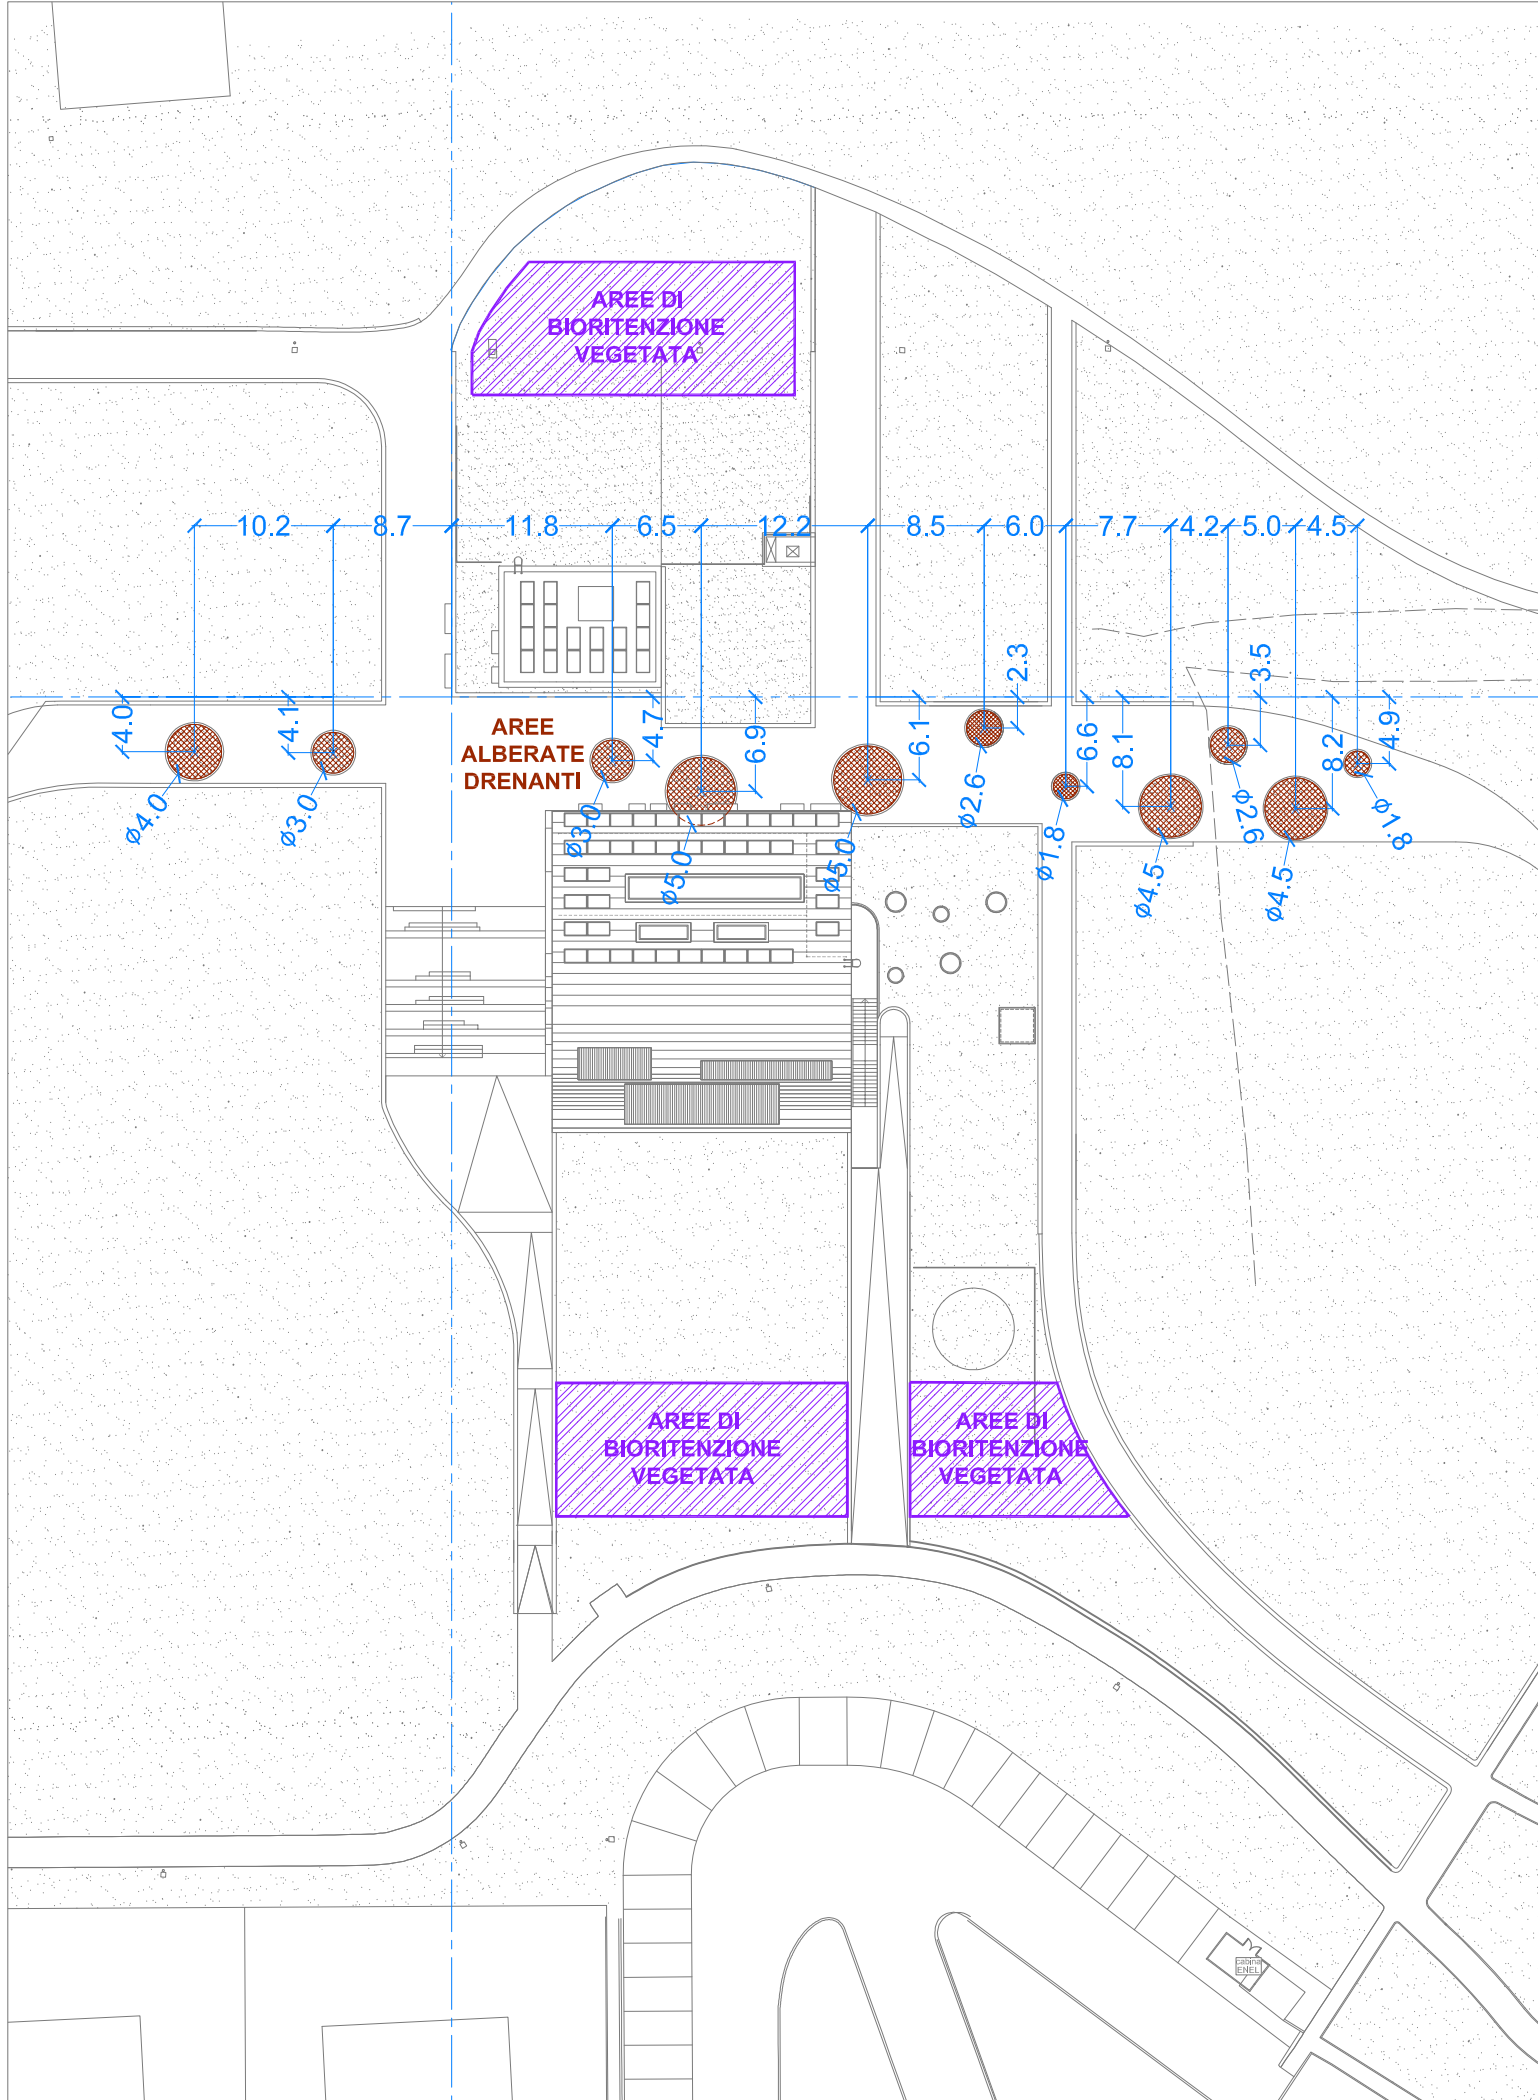 AREE DI
BIORITENZIONE
VEGETATA
10.2 8.7 11.8 6.5 12.2 8.5 6.0 7.7 4.2 5.0 4.5
4.0
4.1
4.7
6.9
6.1
2.3
6.6
8.1
3.5
8.2
4.9
AREE
ALBERATE
DRENANTI
ø4.0
ø3.0
ø3.0
ø5.0
ø5.0
ø2.6
ø1.8
ø4.5
ø2.6
ø4.5
ø1.8
AREE DI
BIORITENZIONE
VEGETATA
AREE DI
BIORITENZIONE
VEGETATA
cabina
ENEL